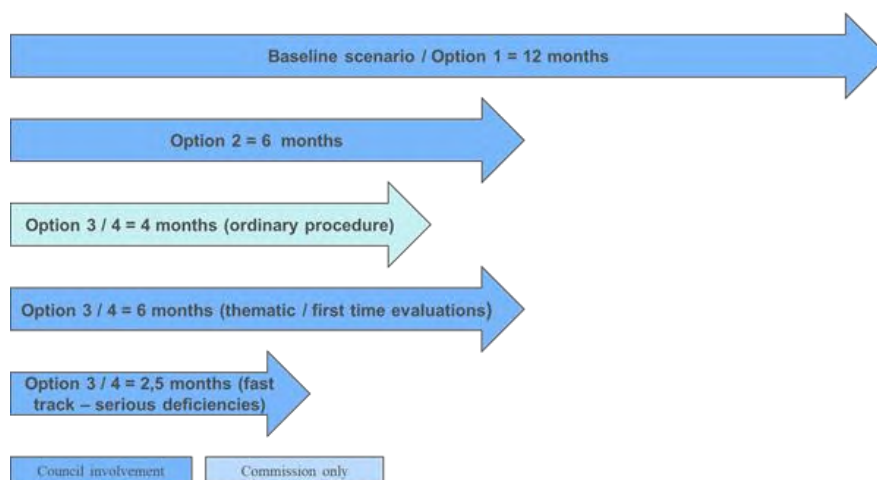 Baseline scenario / Option 1 = 12 months
Option 2 = 6 months
Option 3 / 4 = 4 months (ordinary procedure)
Option 3 / 4 = 6 months (thematic / first time evaluations)
Option 3 / 4 = 2,5 months (fast
track – serious deficiencies)
Council involvement
Commission only